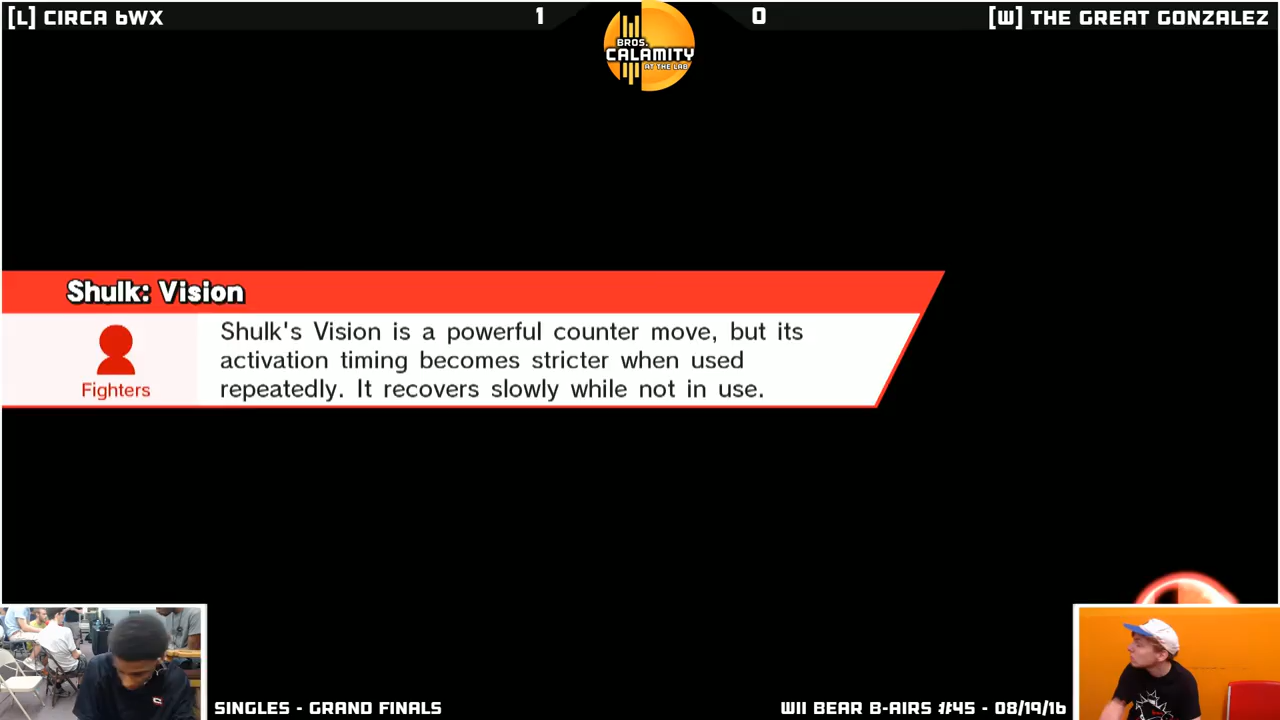 [L] CIRCA bWX
1
0
[W] THE GREAT GONZALEZ
BROS.
CALAMITY
AT THE LAB
Shulk: Vision
Shulk's Vision is a powerful counter move, but its
activation timing becomes stricter when used
repeatedly. It recovers slowly while not in use.
Fighters
SINGLES - GRAND FINALS
WII BEAR B-AIRS #45 - 08/19/16